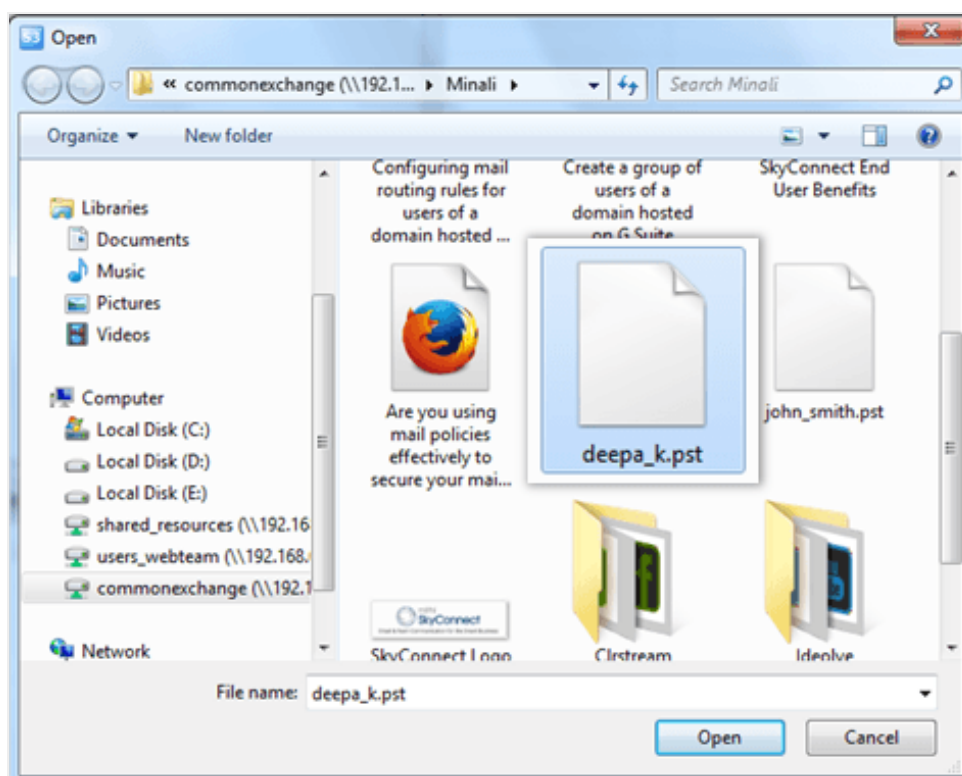 S3 Open
« commonexchange (\\192.1... Minali
Search Minali
Organize New folder
Libraries
Documents
Music
Pictures
Videos
Computer
Local Disk (C:)
Local Disk (D:)
Local Disk (E:)
shared_resources (\\192.16
users_webteam (\\192.168.
commonexchange (\\192.1
Network
Configuring mail
routing rules for
users of a
domain hosted ...
Create a group of
users of a
domain hosted
on G Suite
SkyConnect End
User Benefits
Are you using
mail policies
effectively to
secure your mai...
deepa_k.pst
john_smith.pst
SkyConnect
SkyConnect Logo
Clrstream
Ideolve
File name: deepa_k.pst
Open Cancel